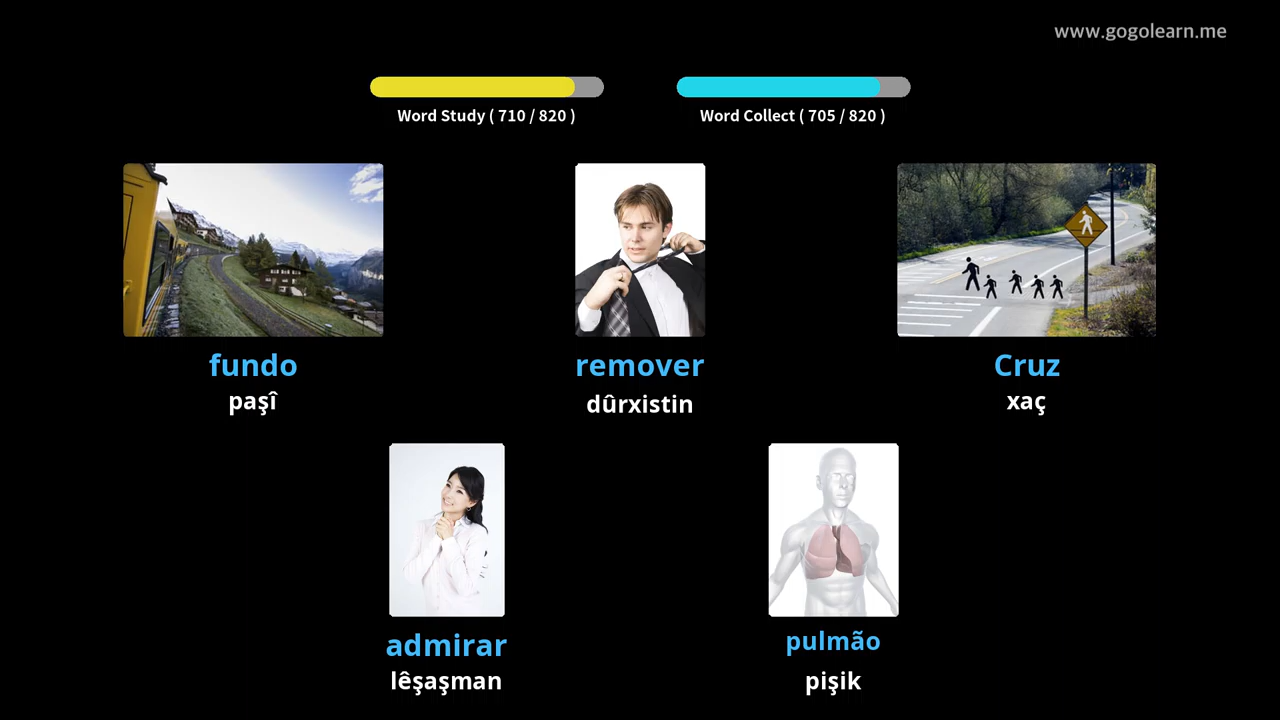 www.gogolearn.me
Word Study ( 710 / 820 )
Word Collect ( 705 / 820 )
fundo
paşî
remover
dûrxistin
Cruz
xaç
admirar
lêşaşman
pulmão
pişik